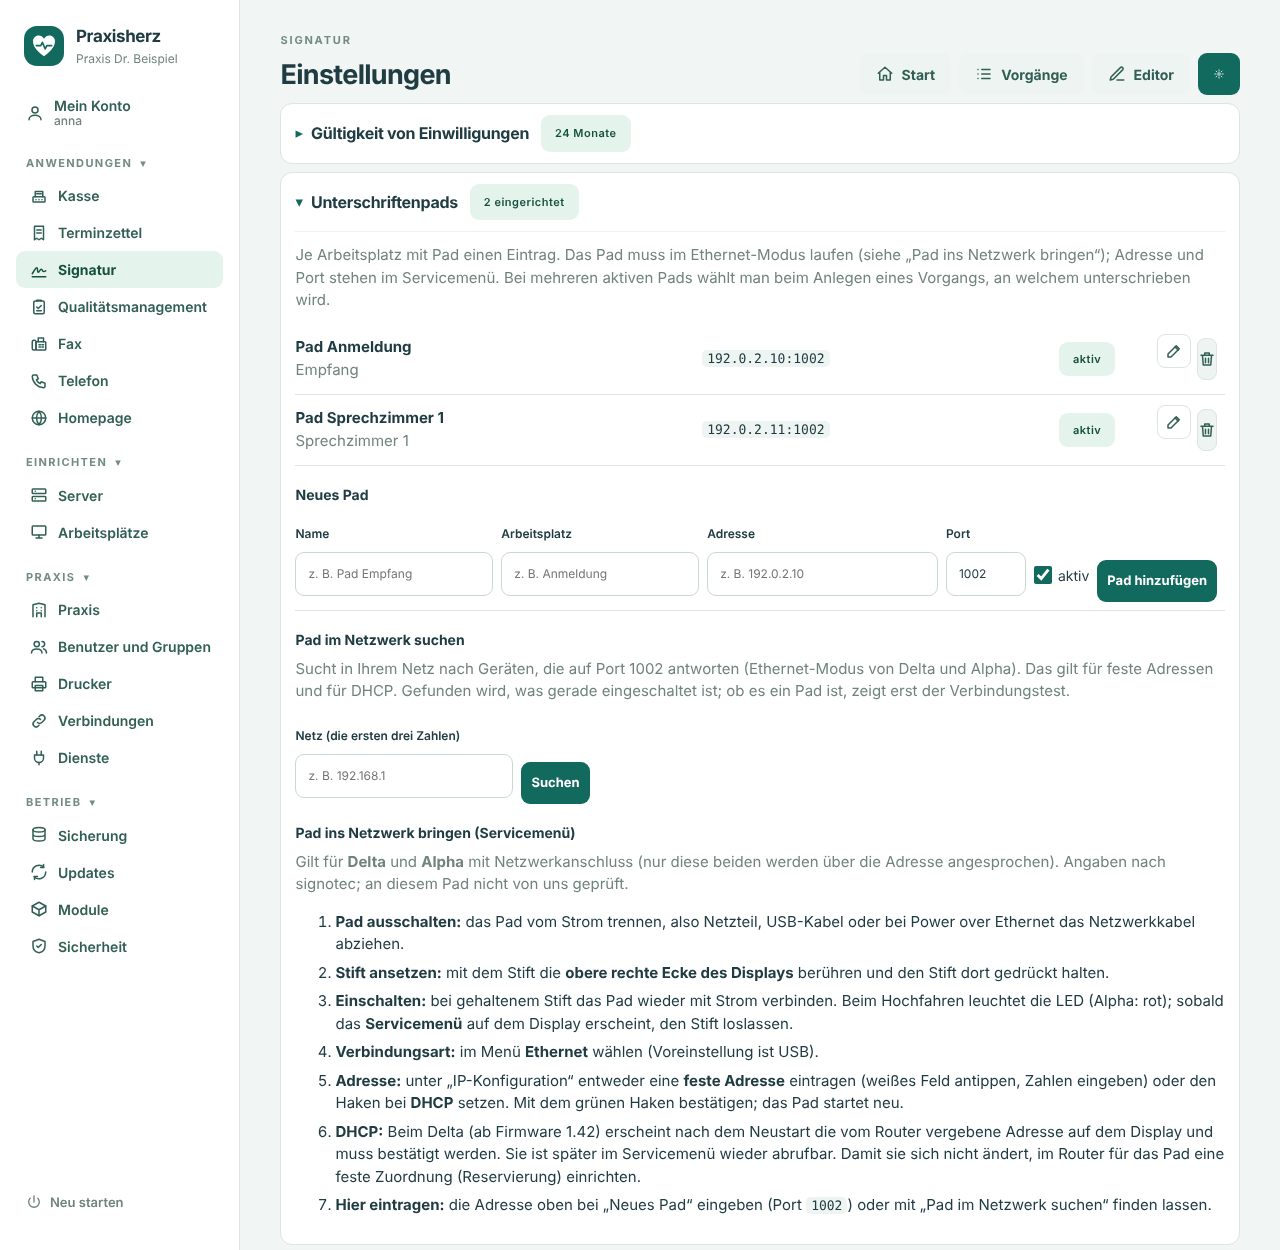 Praxisherz
Praxis Dr. Beispiel
Mein Konto
anna
ANWENDUNGEN ▾
Kasse
Terminzettel
Signatur
Qualitätsmanagement
Fax
Telefon
Homepage
EINRICHTEN ▾
Server
Arbeitsplätze
PRAXIS ▾
Praxis
Benutzer und Gruppen
Drucker
Verbindungen
Dienste
BETRIEB ▾
Sicherung
Updates
Module
Sicherheit
Neu starten
SIGNATUR
Einstellungen
Start
Vorgänge
Editor
▸ Gültigkeit von Einwilligungen 24 Monate
▾ Unterschriftenpads 2 eingerichtet
Je Arbeitsplatz mit Pad einen Eintrag. Das Pad muss im Ethernet-Modus laufen (siehe „Pad ins Netzwerk bringen“); Adresse und
Port stehen im Servicemenü. Bei mehreren aktiven Pads wählt man beim Anlegen eines Vorgangs, an welchem unterschrieben
wird.
Pad Anmeldung
Empfang
192.0.2.10:1002
aktiv
Pad Sprechzimmer 1
Sprechzimmer 1
192.0.2.11:1002
aktiv
Neues Pad
Name
z. B. Pad Empfang
Arbeitsplatz
z. B. Anmeldung
Adresse
z. B. 192.0.2.10
Port
1002
aktiv
Pad hinzufügen
Pad im Netzwerk suchen
Sucht in Ihrem Netz nach Geräten, die auf Port 1002 antworten (Ethernet-Modus von Delta und Alpha). Das gilt für feste Adressen
und für DHCP. Gefunden wird, was gerade eingeschaltet ist; ob es ein Pad ist, zeigt erst der Verbindungstest.
Netz (die ersten drei Zahlen)
z. B. 192.168.1
Suchen
Pad ins Netzwerk bringen (Servicemenü)
Gilt für Delta und Alpha mit Netzwerkanschluss (nur diese beiden werden über die Adresse angesprochen). Angaben nach
signotec; an diesem Pad nicht von uns geprüft.
1. Pad ausschalten: das Pad vom Strom trennen, also Netzteil, USB-Kabel oder bei Power over Ethernet das Netzwerkkabel
abziehen.
2. Stift ansetzen: mit dem Stift die obere rechte Ecke des Displays berühren und den Stift dort gedrückt halten.
3. Einschalten: bei gehaltenem Stift das Pad wieder mit Strom verbinden. Beim Hochfahren leuchtet die LED (Alpha: rot); sobald
das Servicemenü auf dem Display erscheint, den Stift loslassen.
4. Verbindungsart: im Menü Ethernet wählen (Voreinstellung ist USB).
5. Adresse: unter „IP-Konfiguration“ entweder eine feste Adresse eintragen (weißes Feld antippen, Zahlen eingeben) oder den
Haken bei DHCP setzen. Mit dem grünen Haken bestätigen; das Pad startet neu.
6. DHCP: Beim Delta (ab Firmware 1.42) erscheint nach dem Neustart die vom Router vergebene Adresse auf dem Display und
muss bestätigt werden. Sie ist später im Servicemenü wieder abrufbar. Damit sie sich nicht ändert, im Router für das Pad eine
feste Zuordnung (Reservierung) einrichten.
7. Hier eintragen: die Adresse oben bei „Neues Pad“ eingeben (Port 1002) oder mit „Pad im Netzwerk suchen“ finden lassen.